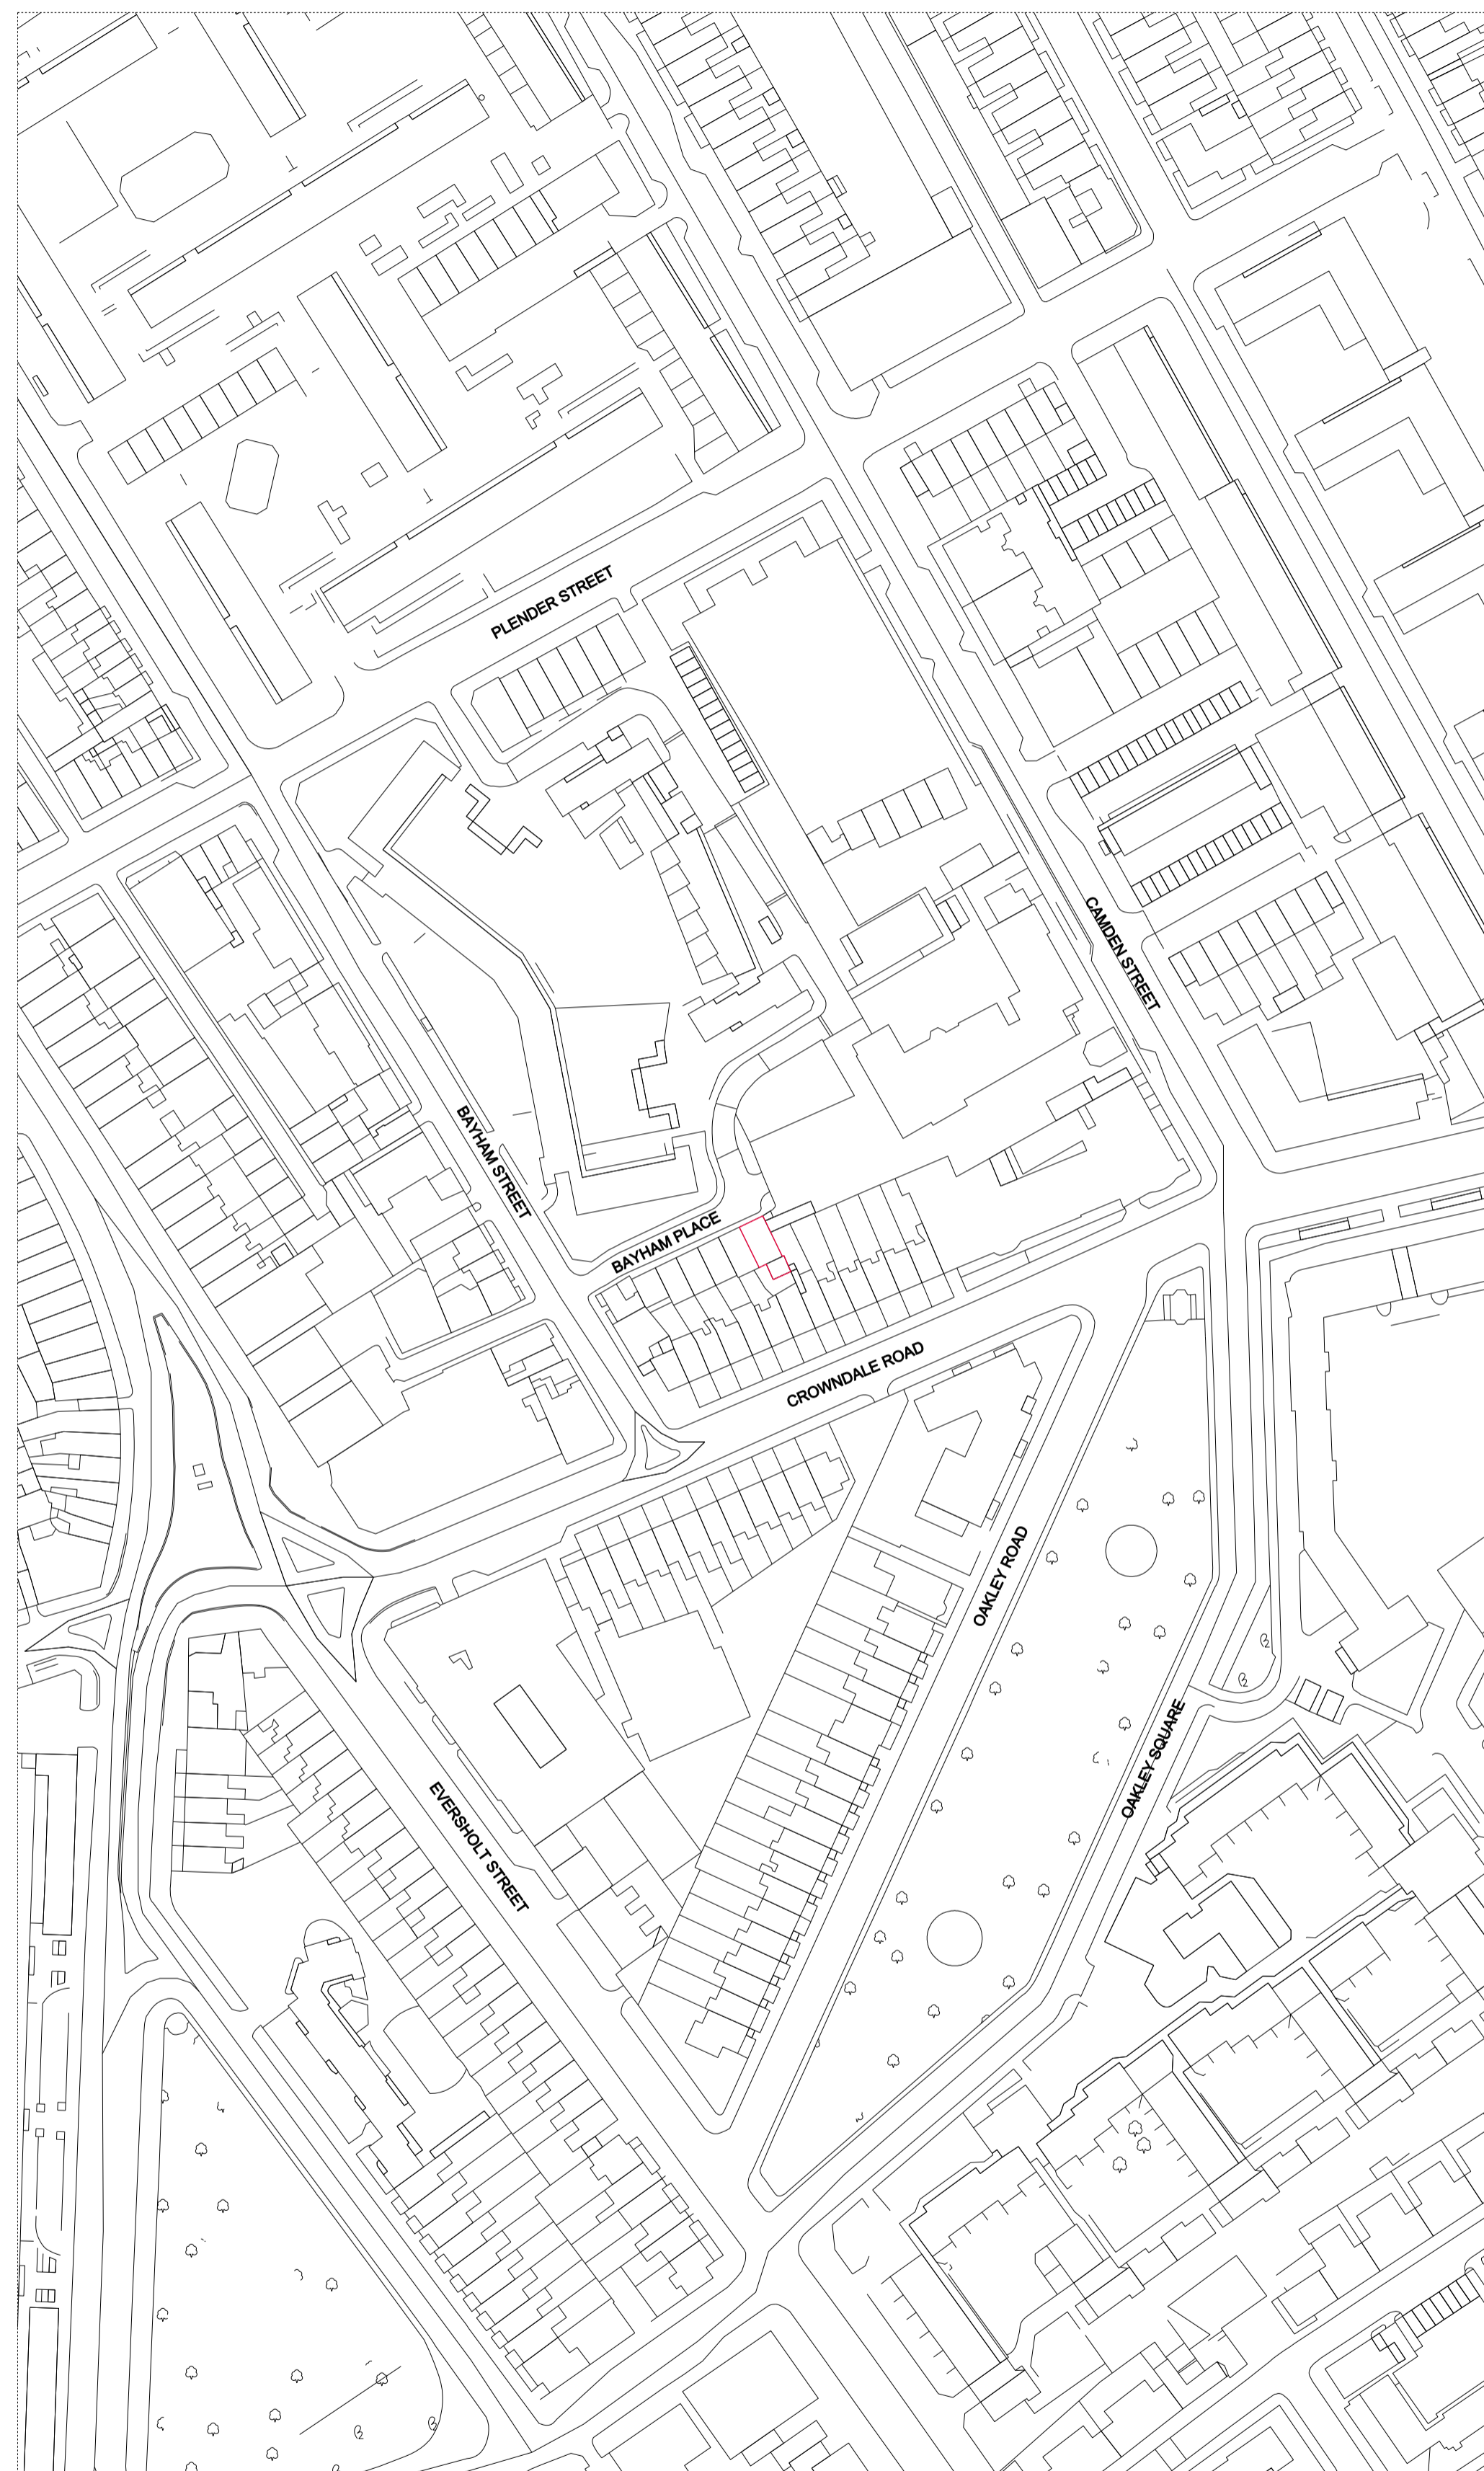 PLENDER STREET
CAMDEN STREET
BAYHAM STREET
BAYHAM PLACE
CROWNDALE ROAD
OAKLEY ROAD
OAKLEY SQUARE
EVERSHOLT STREET